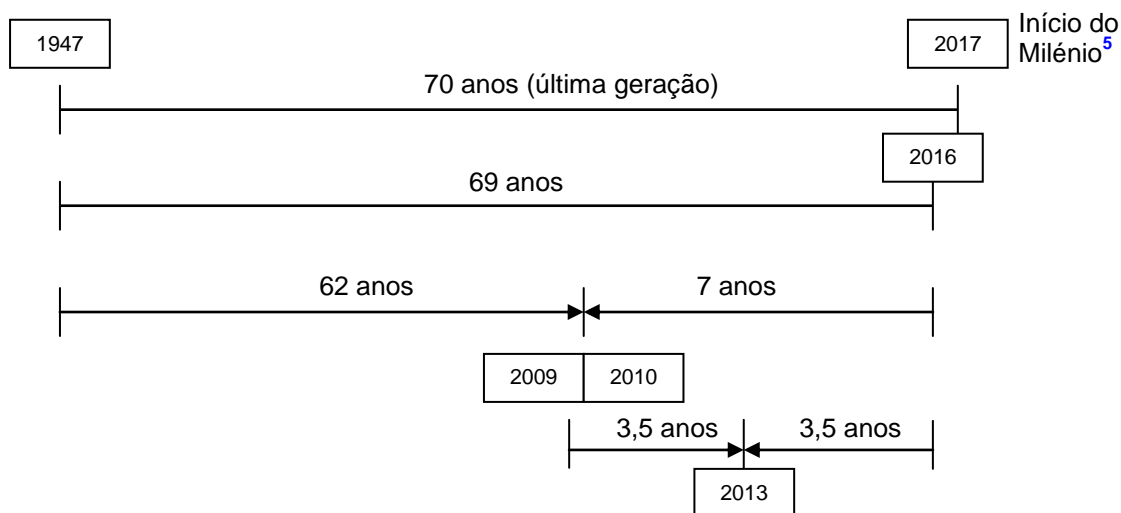 1947
2017
Início do
Milénio5
70 anos (última geração)
2016
69 anos
62 anos
7 anos
2009
2010
3,5 anos
3,5 anos
2013